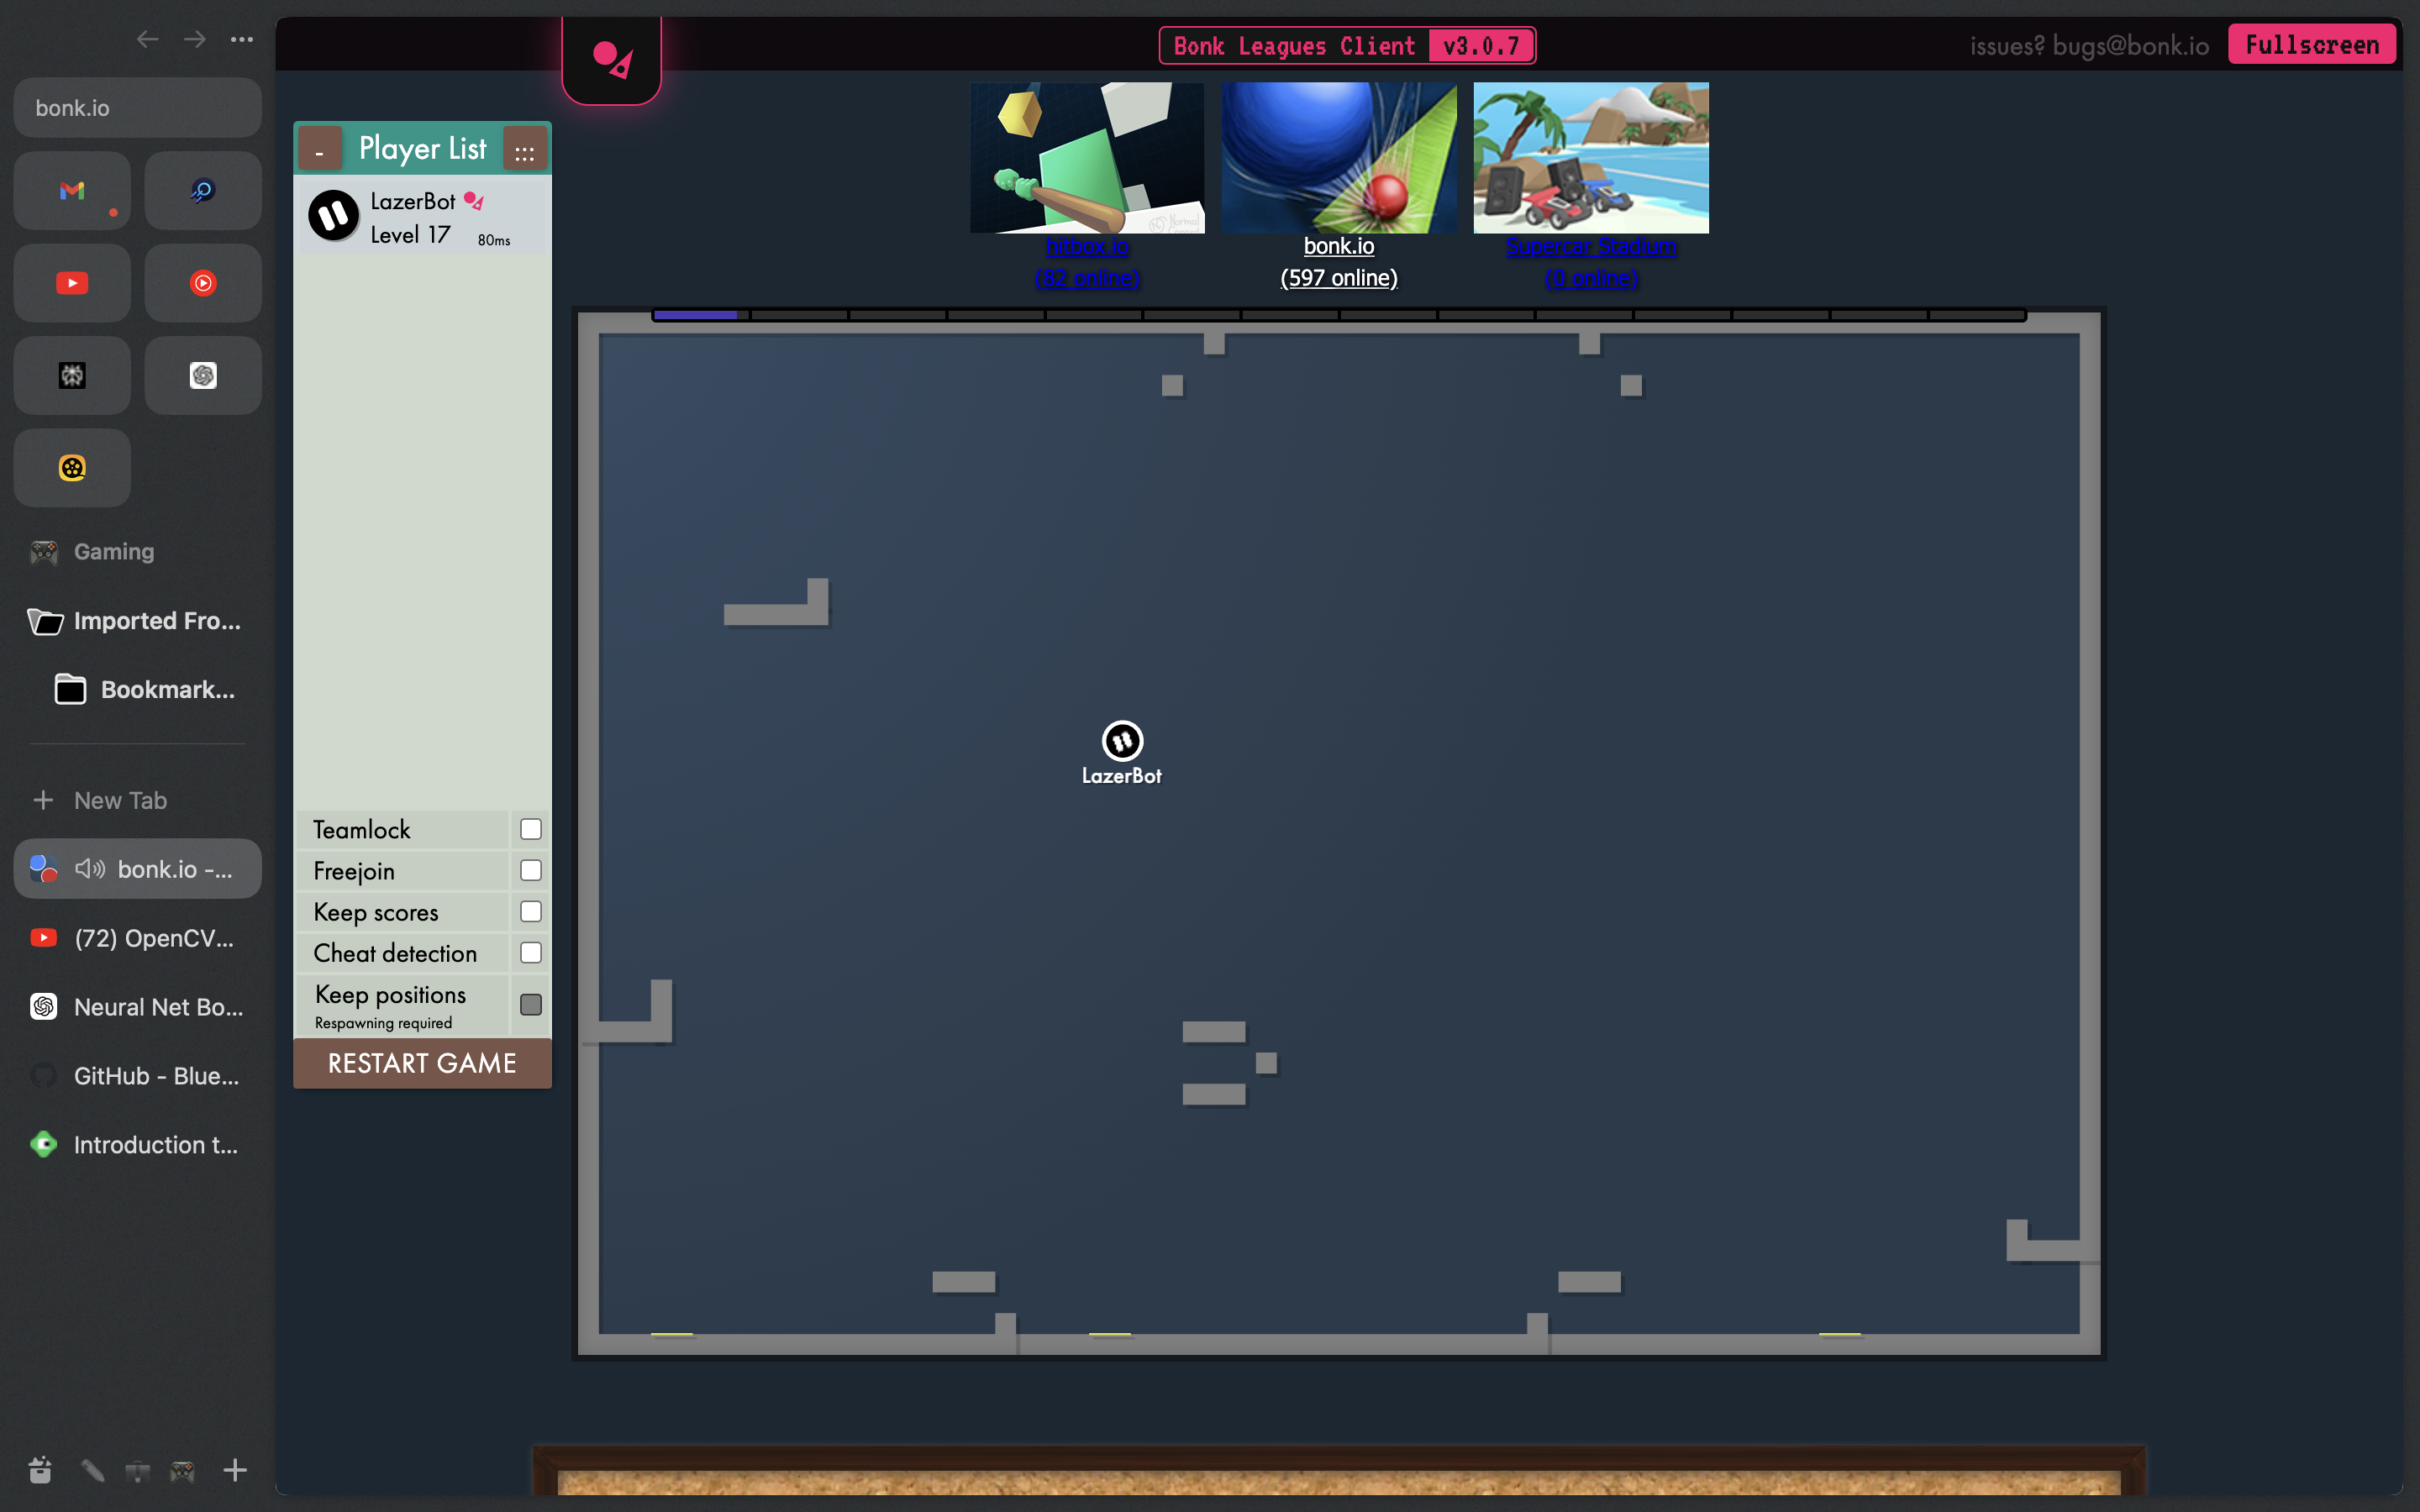 bonk.io
Gaming
Imported Fro...
Bookmark...
New Tab
bonk.io -...
(72) OpenCV...
Neural Net Bo...
GitHub - Blue...
Introduction t...
Bonk Leagues Client v3.0.7
issues? bugs@bonk.io
Fullscreen
hitbox.io
(82 online)
bonk.io
(597 online)
Supercar Stadium
(0 online)
- Player List :::
LazerBot
Level 17 80ms
Teamlock
Freejoin
Keep scores
Cheat detection
Keep positions
Respawning required
RESTART GAME
LazerBot